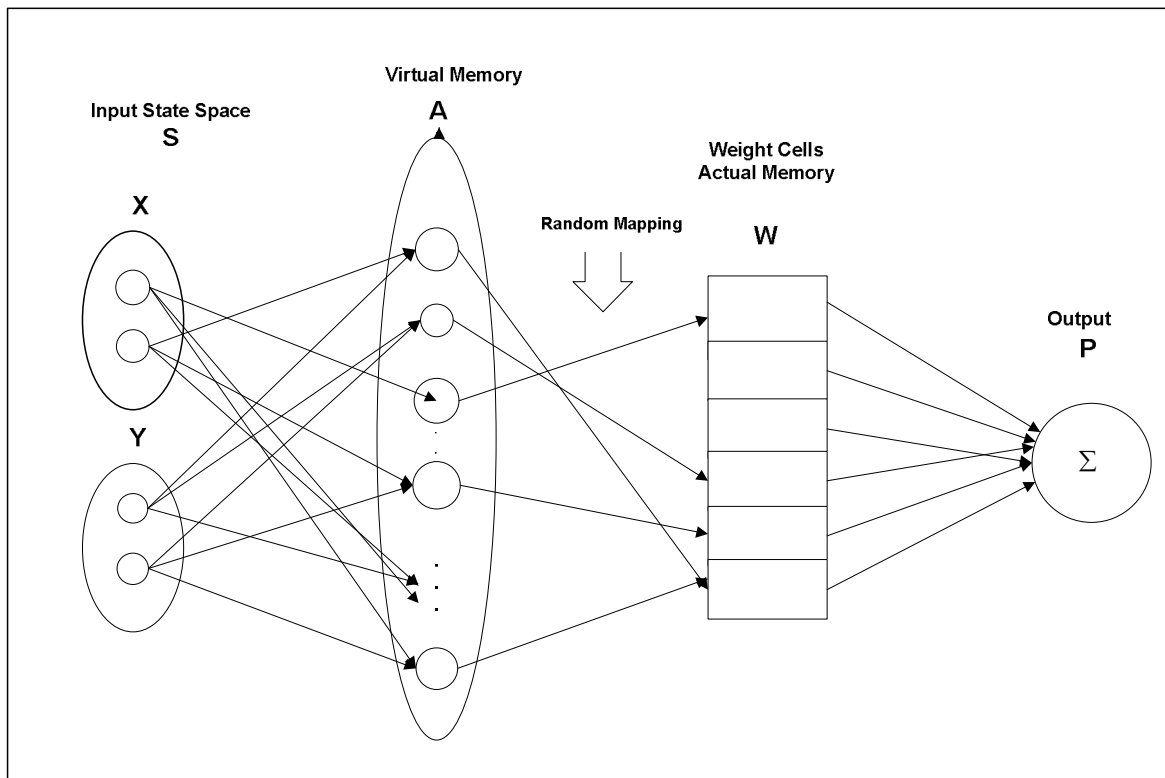 Virtual Memory
A
Input State Space
S
Weight Cells
Actual Memory
X
Random Mapping
W
Output
P
Y
Σ